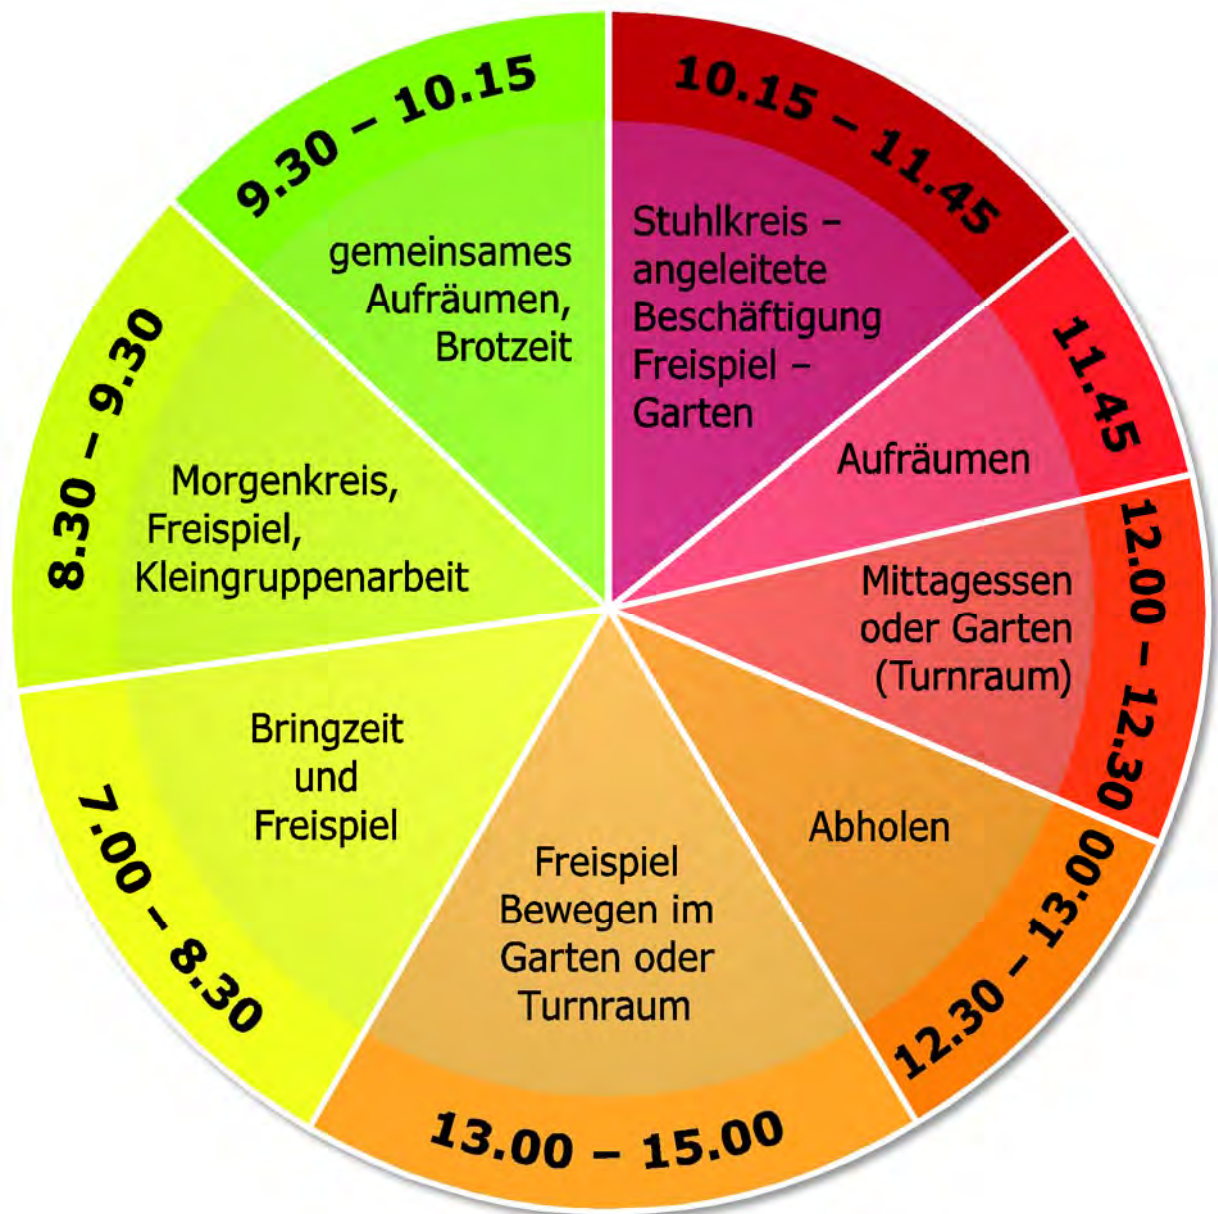 10.15 – 11.45
Stuhlkreis –
angeleitete
Beschäftigung
Freispiel –
Garten
11.45
Aufräumen
12.00 – 12.30
Mittagessen
oder Garten
(Turnraum)
12.30 – 13.00
Abholen
13.00 – 15.00
Freispiel
Bewegen im
Garten oder
Turnraum
7.00 – 8.30
Bringzeit
und
Freispiel
8.30 – 9.30
Morgenkreis,
Freispiel,
Kleingruppenarbeit
9.30 – 10.15
gemeinsames
Aufräumen,
Brotzeit